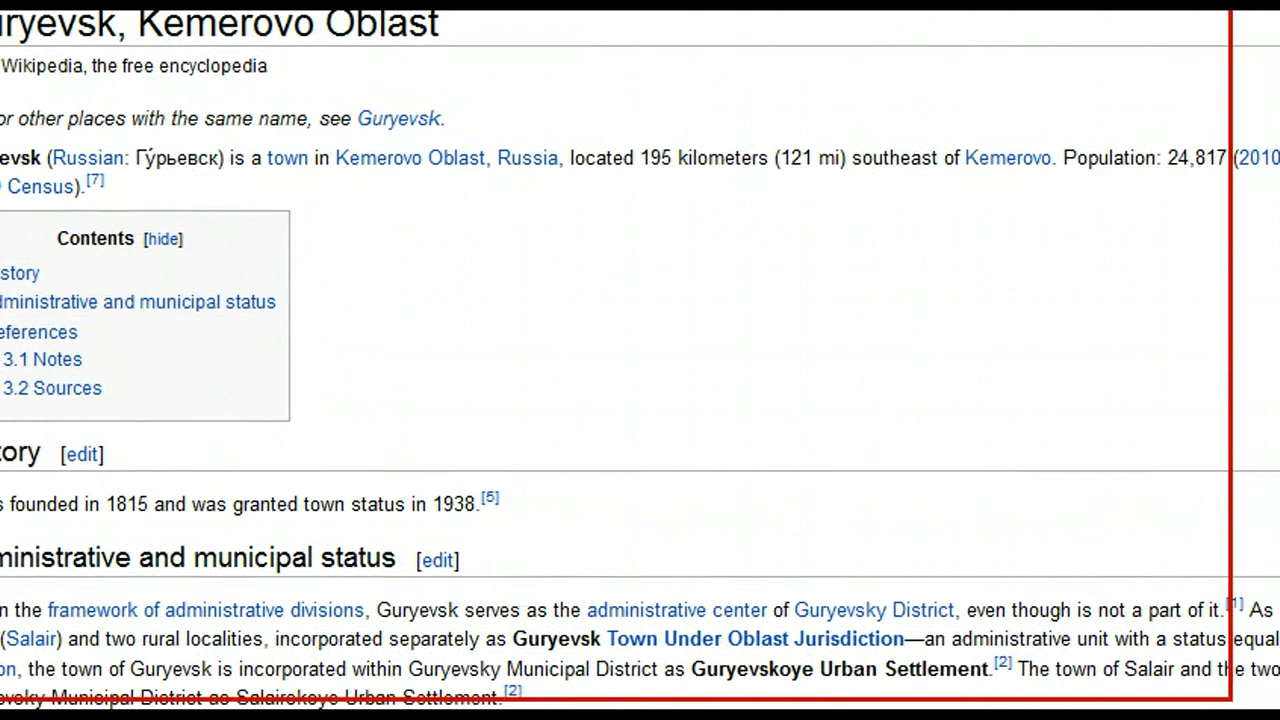 ryevsk, Kemerovo Oblast
Wikipedia, the free encyclopedia
or other places with the same name, see Guryevsk.
evsk (Russian: Гу́рьевск) is a town in Kemerovo Oblast, Russia, located 195 kilometers (121 mi) southeast of Kemerovo. Population: 24,817 (2010
Census).[7]
Contents [hide]
story
dministrative and municipal status
eferences
3.1 Notes
3.2 Sources
tory [edit]
s founded in 1815 and was granted town status in 1938.[5]
ministrative and municipal status [edit]
n the framework of administrative divisions, Guryevsk serves as the administrative center of Guryevsky District, even though is not a part of it.[1] As
(Salair) and two rural localities, incorporated separately as Guryevsk Town Under Oblast Jurisdiction—an administrative unit with a status equal
on, the town of Guryevsk is incorporated within Guryevsky Municipal District as Guryevskoye Urban Settlement.[2] The town of Salair and the two
evsky Municipal District as Salairskoye Urban Settlement.[2]